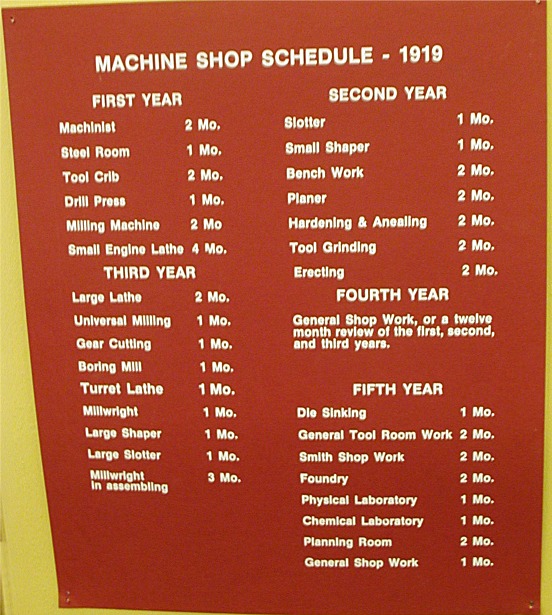 MACHINE SHOP SCHEDULE - 1919
FIRST YEAR
Machinist 2 Mo.
Steel Room 1 Mo.
Tool Crib 2 Mo.
Drill Press 1 Mo.
Milling Machine 2 Mo
Small Engine Lathe 4 Mo.
SECOND YEAR
Slotter 1 Mo.
Small Shaper 1 Mo.
Bench Work 2 Mo.
Planer 2 Mo.
Hardening & Anealing 2 Mo.
Tool Grinding 2 Mo.
Erecting 2 Mo.
THIRD YEAR
Large Lathe 2 Mo.
Universal Milling 1 Mo.
Gear Cutting 1 Mo.
Boring Mill 1 Mo.
Turret Lathe 1 Mo.
Millwright 1 Mo.
Large Shaper 1 Mo.
Large Slotter 1 Mo.
Millwright 3 Mo.
in assembling
FOURTH YEAR
General Shop Work, or a twelve
month review of the first, second,
and third years.
FIFTH YEAR
Die Sinking 1 Mo.
General Tool Room Work 2 Mo.
Smith Shop Work 2 Mo.
Foundry 2 Mo.
Physical Laboratory 1 Mo.
Chemical Laboratory 1 Mo.
Planning Room 2 Mo.
General Shop Work 1 Mo.